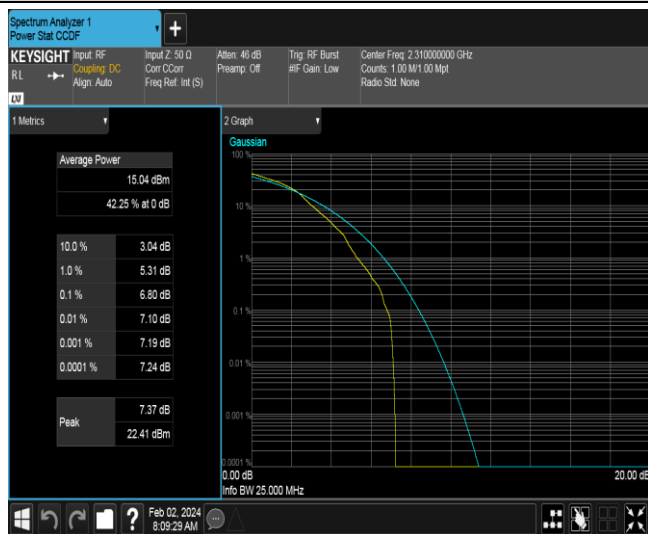 Spectrum Analyzer 1
Power Stat CCDF
+
KEYSIGHT
RL
LXI
Input: RF
Coupling: DC
Align: Auto
Input Z: 50 Ω
Corr CCorr
Freq Ref: Int (S)
Atten: 46 dB
Preamp: Off
Trig: RF Burst
#IF Gain: Low
Center Freq: 2.310000000 GHz
Counts: 1.00 M/1.00 Mpt
Radio Std: None
1 Metrics
Average Power
15.04 dBm
42.25 % at 0 dB
10.0 % 3.04 dB
1.0 % 5.31 dB
0.1 % 6.80 dB
0.01 % 7.10 dB
0.001 % 7.19 dB
0.0001 % 7.24 dB
Peak
7.37 dB
22.41 dBm
2 Graph
Gaussian
100 %
10 %
1 %
0.1 %
0.01 %
0.001 %
0.0001 %
0.00 dB
20.00 dB
Info BW 25.000 MHz
?
Feb 02, 2024
8:09:29 AM